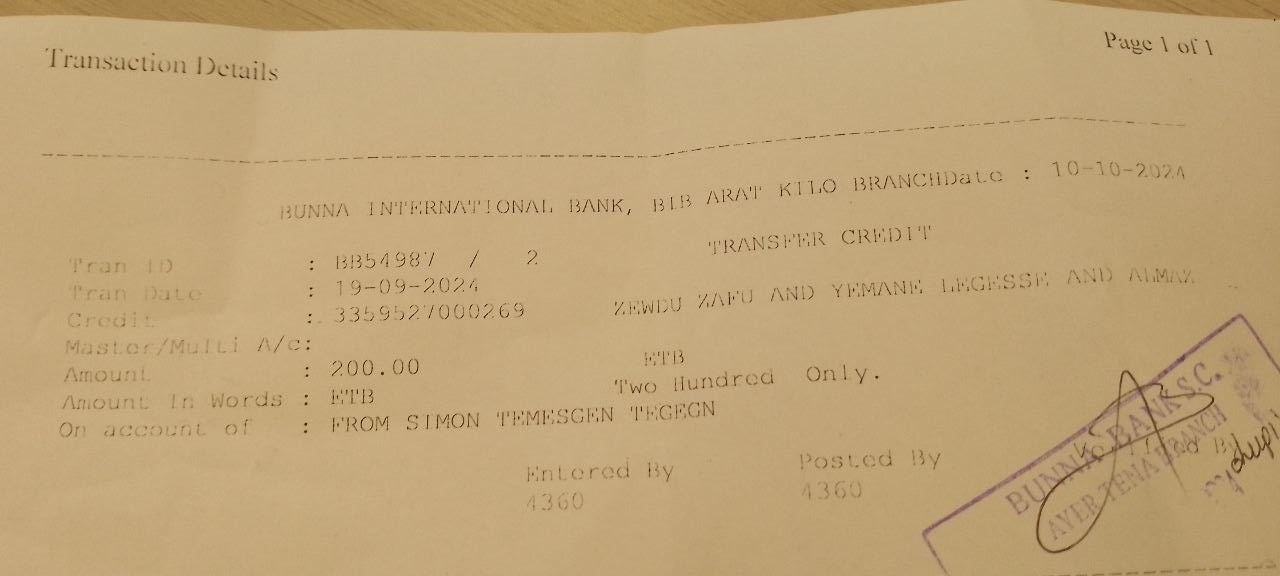 Transaction Details
Page 1 of 1
BUNNA INTERNATIONAL BANK, BIB ARAT KILO BRANCHDate : 10-10-2024
TRANSFER CREDIT
Tran ID : BB54987 / 2
Tran Date : 19-09-2024
Credit : 3359527000269 ZEWDU ZAFU AND YEMANE LEGESSE AND ALMAZ
Master/Multi A/c:
Amount : 200.00 ETB
Amount In Words : ETB Two Hundred Only.
On account of : FROM SIMON TEMESGEN TEGEGN
Entered By Posted By
4360 4360
BUNNA BANK S.C.
AYER TENA BRANCH